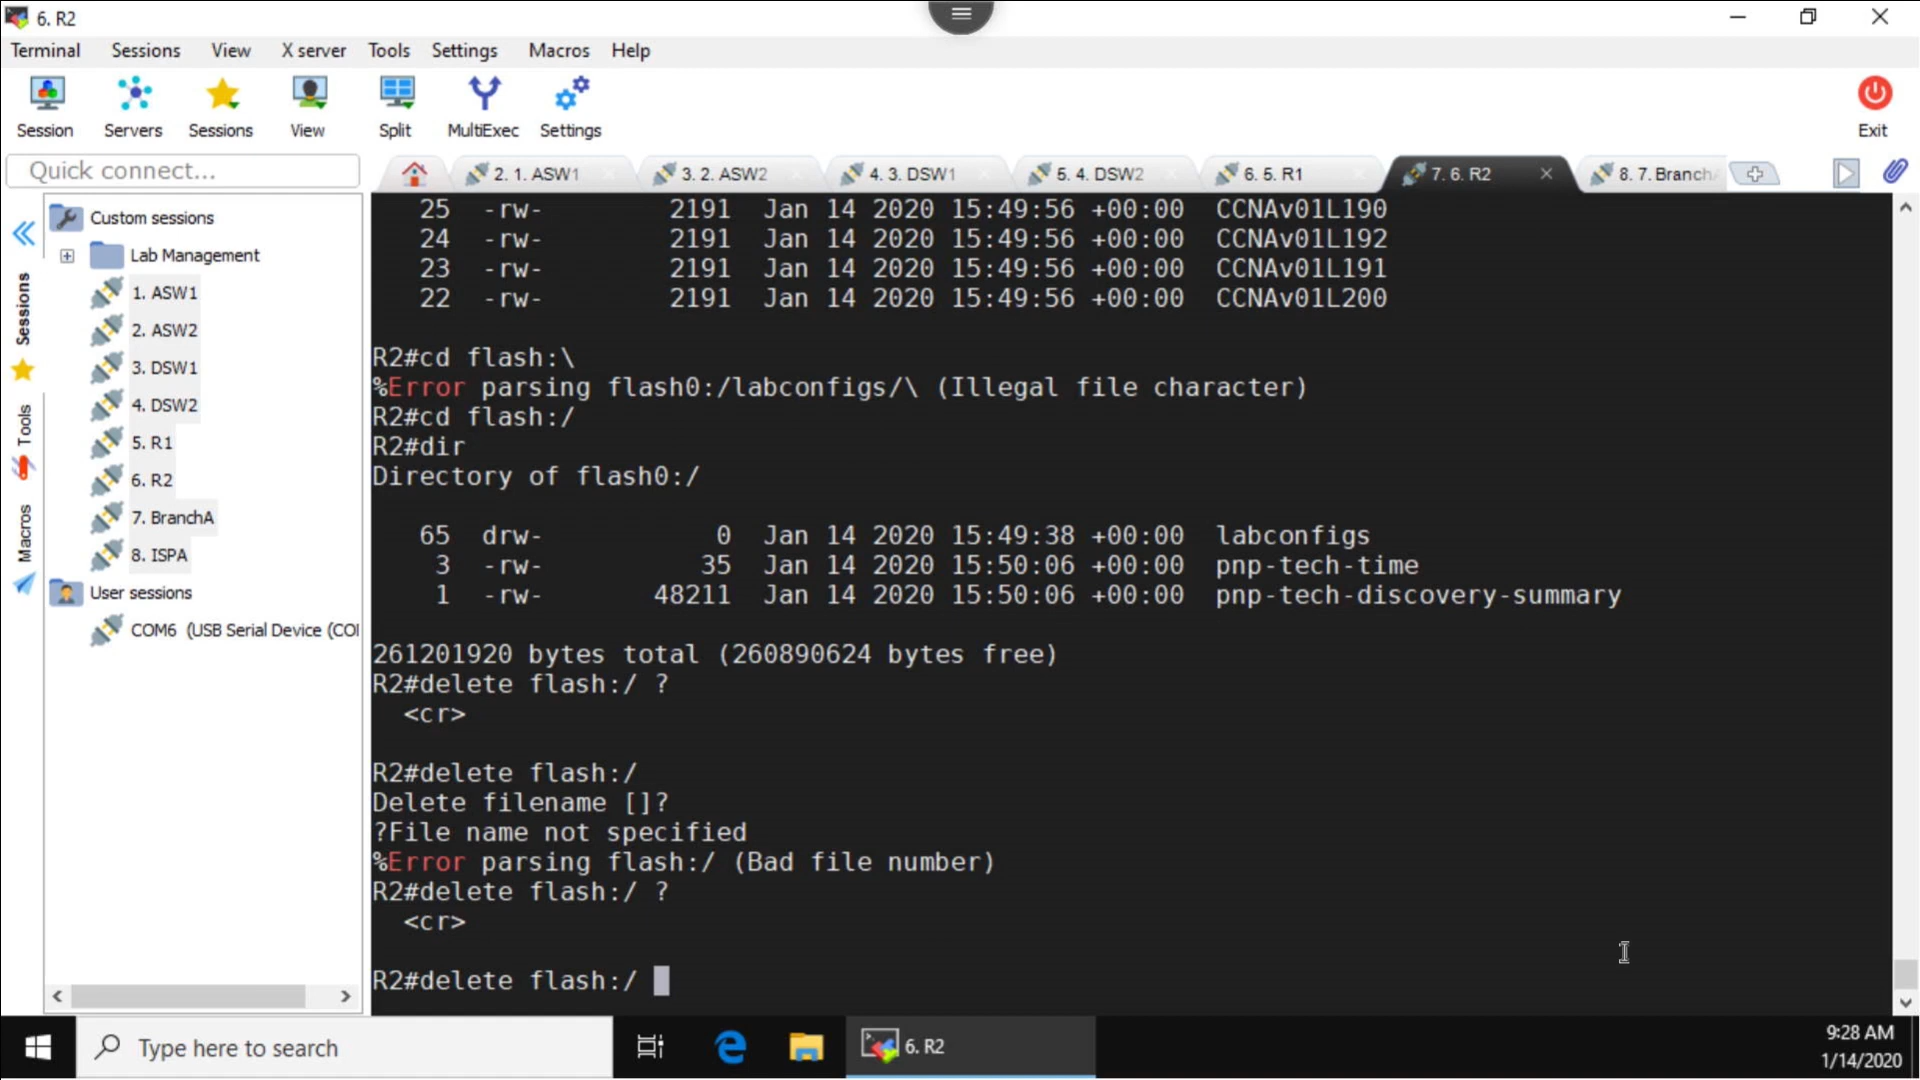 6. R2
Terminal Sessions View X server Tools Settings Macros Help
Session Servers Sessions View Split MultiExec Settings Exit
Quick connect...
2. 1. ASW1 3. 2. ASW2 4. 3. DSW1 5. 4. DSW2 6. 5. R1 7. 6. R2 8. 7. Branch
Sessions
Tools
Macros
Custom sessions
Lab Management
1. ASW1
2. ASW2
3. DSW1
4. DSW2
5. R1
6. R2
7. BranchA
8. ISPA
User sessions
COM6 (USB Serial Device (COI
25 -rw- 2191 Jan 14 2020 15:49:56 +00:00 CCNAv01L190
24 -rw- 2191 Jan 14 2020 15:49:56 +00:00 CCNAv01L192
23 -rw- 2191 Jan 14 2020 15:49:56 +00:00 CCNAv01L191
22 -rw- 2191 Jan 14 2020 15:49:56 +00:00 CCNAv01L200
R2#cd flash:\
%Error parsing flash0:/labconfigs/\ (Illegal file character)
R2#cd flash:/
R2#dir
Directory of flash0:/
65 drw- 0 Jan 14 2020 15:49:38 +00:00 labconfigs
3 -rw- 35 Jan 14 2020 15:50:06 +00:00 pnp-tech-time
1 -rw- 48211 Jan 14 2020 15:50:06 +00:00 pnp-tech-discovery-summary
261201920 bytes total (260890624 bytes free)
R2#delete flash:/ ?
<cr>
R2#delete flash:/
Delete filename []?
?File name not specified
%Error parsing flash:/ (Bad file number)
R2#delete flash:/ ?
<cr>
R2#delete flash:/
Type here to search
6. R2
9:28 AM
1/14/2020